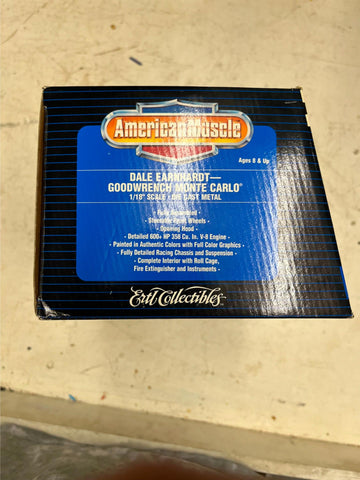 American Muscle
Ages 8 & Up
DALE EARNHARDT—
GOODWRENCH MONTE CARLO®
1/18" SCALE • DIE CAST METAL
• Fully Assembled •
• Steerable Front Wheels •
• Opening Hood •
• Detailed 600+ HP 358 Cu. In. V-8 Engine •
• Painted in Authentic Colors with Full Color Graphics •
• Fully Detailed Racing Chassis and Suspension •
• Complete Interior with Roll Cage,
Fire Extinguisher and Instruments •
Ertl Collectibles™